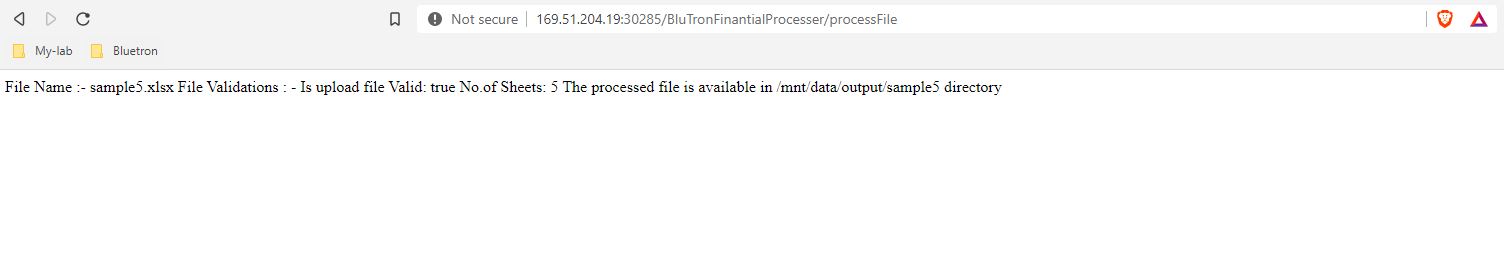 Not secure 169.51.204.19:30285/BluTronFinantialProcesser/processFile
My-lab Bluetron
File Name :- sample5.xlsx File Validations : - Is upload file Valid: true No.of Sheets: 5 The processed file is available in /mnt/data/output/sample5 directory